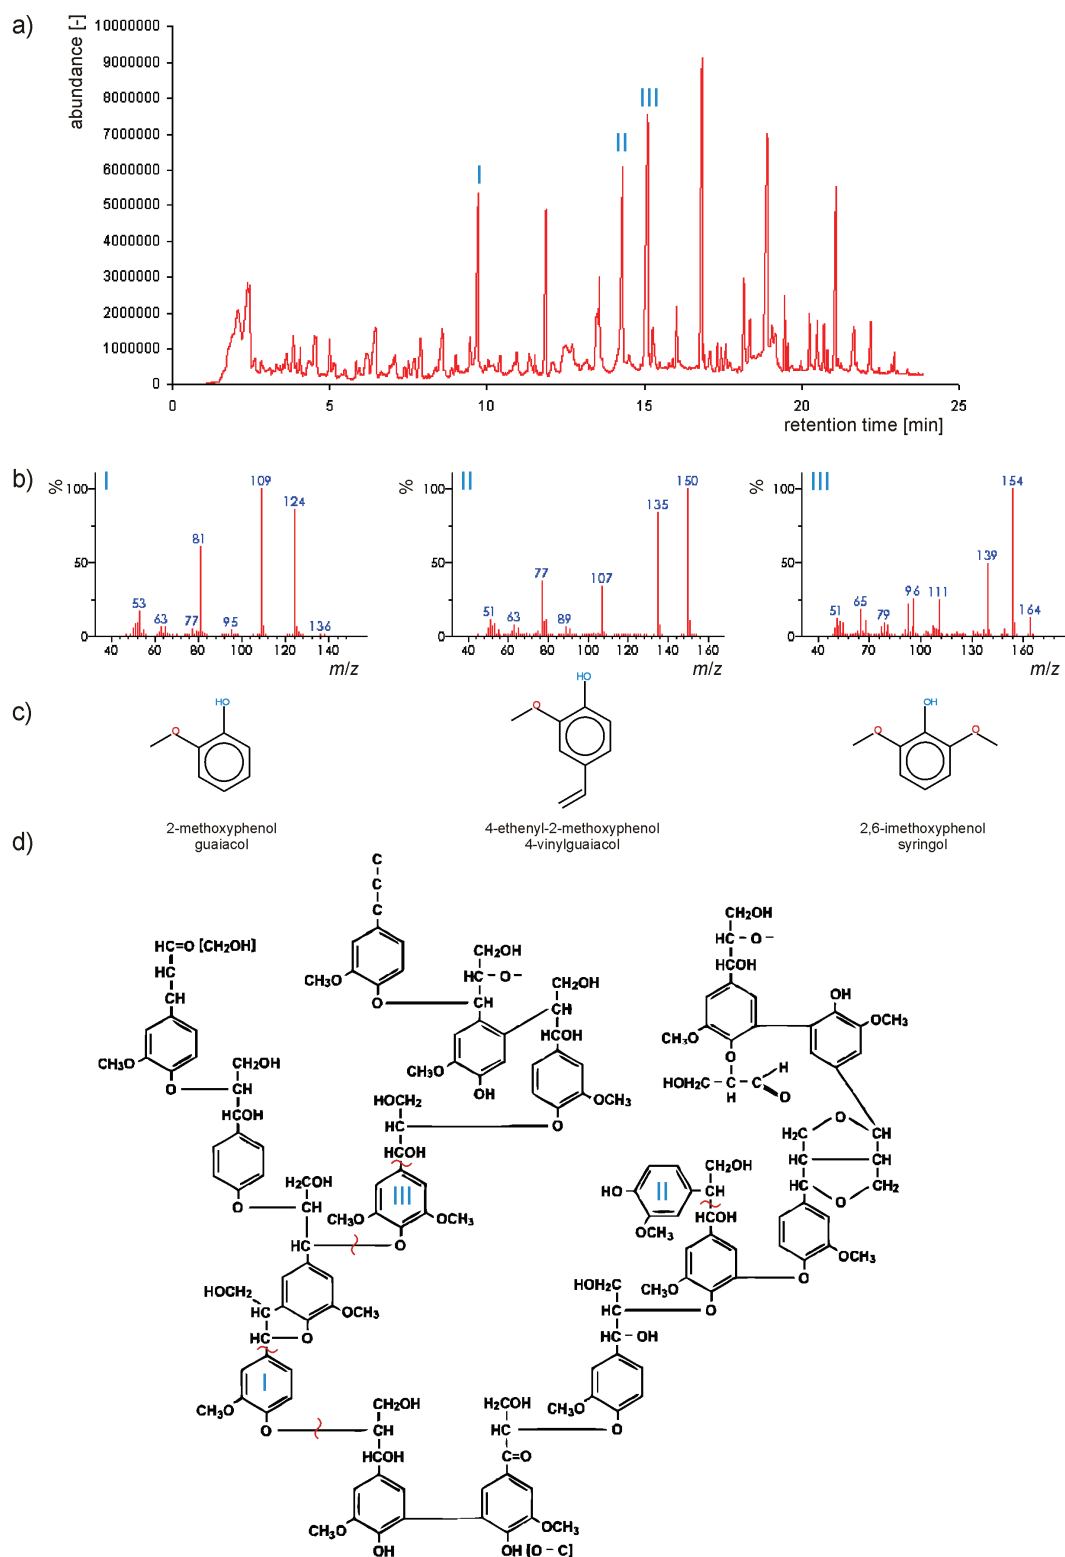 a)
abundance [-]
10000000
9000000
8000000
7000000
6000000
5000000
4000000
3000000
2000000
1000000
0
I
II
III
0 5 10 15 20 25
retention time [min]
b)
I
%
100
50
0
109
124
81
53
63
77
95
136
40 60 80 100 120 140
m/z
II
%
100
50
0
150
135
77
107
51
63
89
40 60 80 100 120 140 160
m/z
III
%
100
50
0
154
139
96
111
65
51
79
164
40 70 100 130 160
m/z
c)
HO
O
2-methoxyphenol
guaiacol
HO
O
4-ethenyl-2-methoxyphenol
4-vinylguaiacol
OH
O
O
2,6-imethoxyphenol
syringol
d)
C
C
C
CH₃O
O
HC=O [CH₂OH]
HC
CH
CH₃O
O
CH₂OH
CH
HCOH
O
CH₂OH
HC-O-
CH
CH₃O
OH
CH₂OH
CH
HCOH
OCH₃
O
HOCH₂
HC
HCOH
III
CH₃O
OCH₃
O
H₂COH
CH
HC
OCH₃
O
HOCH₂
HC
HC
I
CH₃O
O
CH₂OH
CH
HCOH
CH₃O
OH
CH₂OH
CH-O-
HCOH
CH₃O
O
HOH₂C-C
H
H
O
OH
OCH₃
H₂C
O
CH
HC
CH
HC
O
CH₂
OCH₃
O
HO
II
OCH₃
CH₂OH
CH
HCOH
CH₃O
O
HOH₂C
HC
HC-OH
OCH₃
O
H₂COH
HC
C=O
OCH₃
OH [O-C]